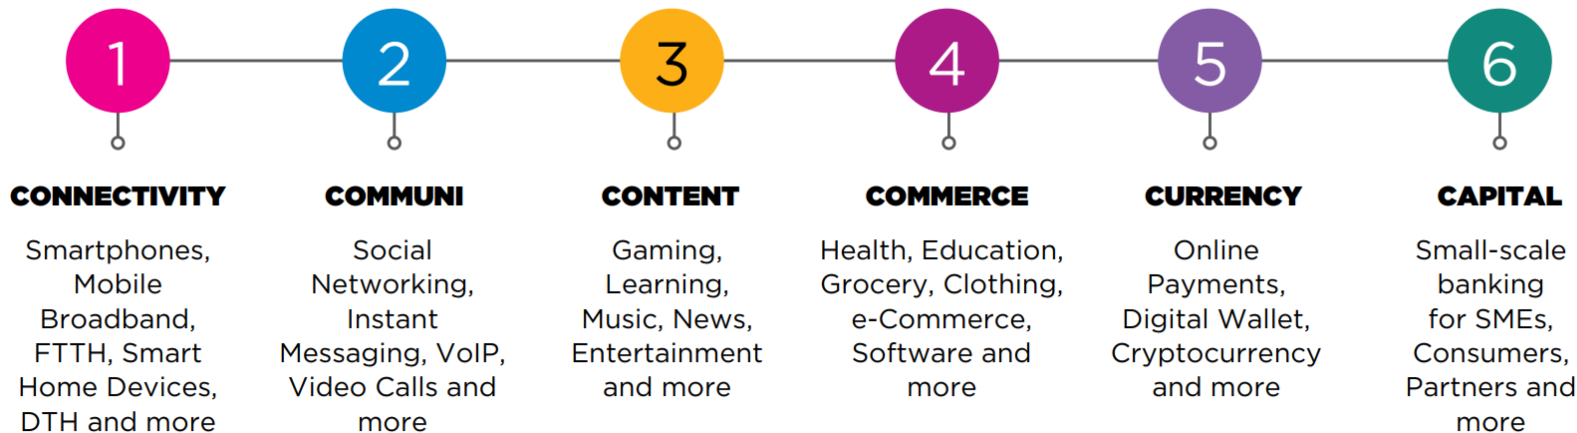 1
CONNECTIVITY
Smartphones,
Mobile
Broadband,
FTTH, Smart
Home Devices,
DTH and more
2
COMMUNI
Social
Networking,
Instant
Messaging, VoIP,
Video Calls and
more
3
CONTENT
Gaming,
Learning,
Music, News,
Entertainment
and more
4
COMMERCE
Health, Education,
Grocery, Clothing,
e-Commerce,
Software and
more
5
CURRENCY
Online
Payments,
Digital Wallet,
Cryptocurrency
and more
6
CAPITAL
Small-scale
banking
for SMEs,
Consumers,
Partners and
more